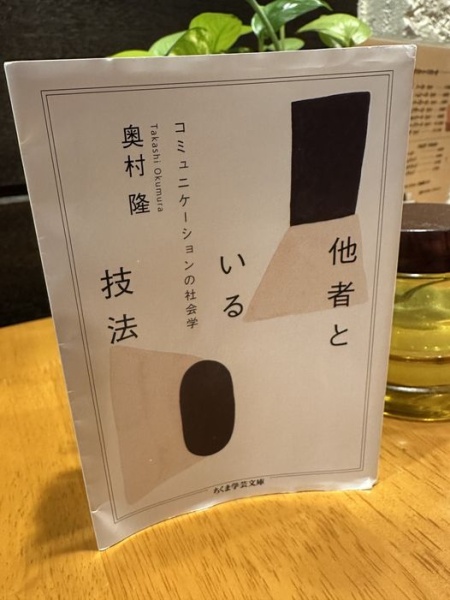 他者と
いる
技法
コミュニケーションの社会学
奥村 隆
Takashi Okumura
ちくま学芸文庫